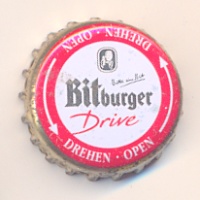 DREHEN · OPEN
Bitte ein Bit
Bitburger
Drive
DREHEN · OPEN